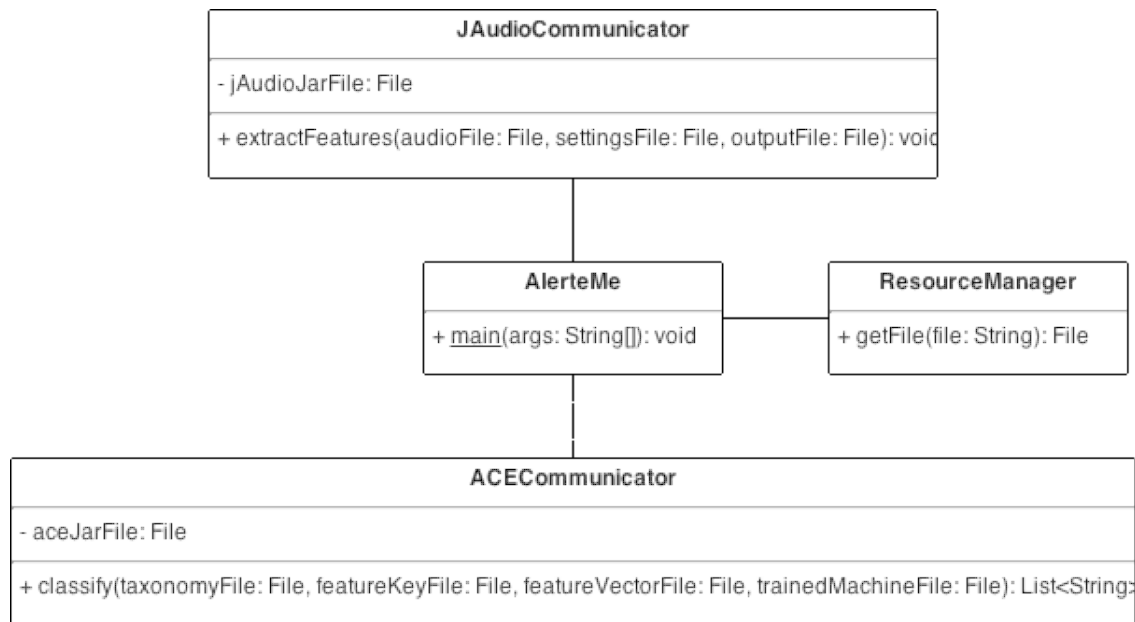 JAudioCommunicator
- jAudioJarFile: File
+ extractFeatures(audioFile: File, settingsFile: File, outputFile: File): void
AlerteMe
+ main(args: String[]): void
ResourceManager
+ getFile(file: String): File
ACECommunicator
- aceJarFile: File
+ classify(taxonomyFile: File, featureKeyFile: File, featureVectorFile: File, trainedMachineFile: File): List<String>